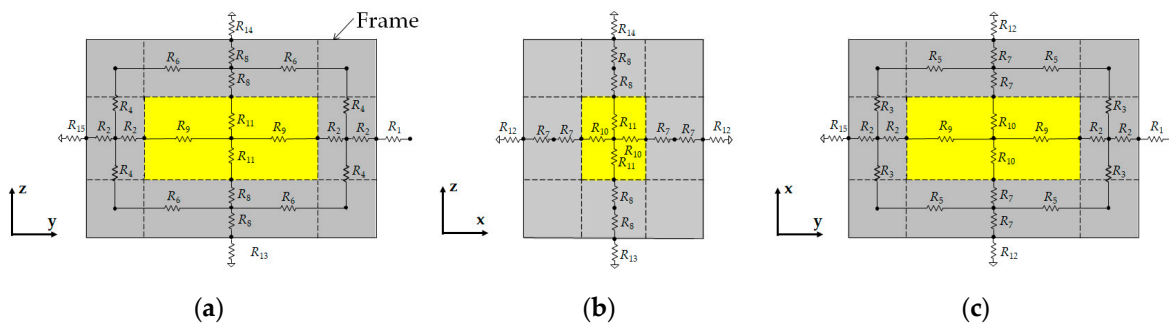 R14 Frame R14 R12
R8 R8 R7
R6 R6 R8 R8 R5 R7 R5
R4 R4 R3 R3
R15 R2 R2 R9 R11 R9 R2 R2 R1 R12 R7 R7 R10 R11 R7 R7 R12 R15 R2 R2 R9 R10 R9 R2 R2 R1
R11 R10 R10
R4 R4 R11 R3 R3
z R8 z R8 x R7
R6 R8 R6 R8 R5 R7 R5
y R13 x R13 y R12
(a) (b) (c)